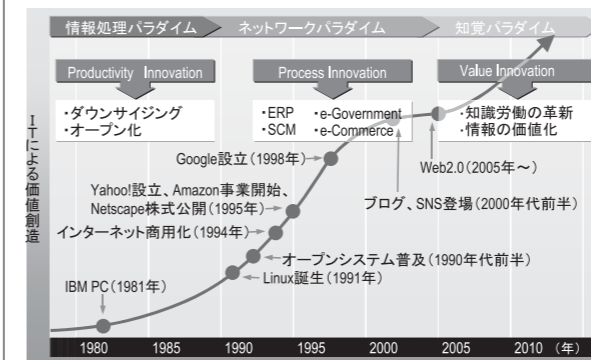 情報処理パラダイム
ネットワークパラダイム
知覚パラダイム
Productivity Innovation
Process Innovation
Value Innovation
・ダウンサイジング
・オープン化
・ERP ・e-Government
・SCM ・e-Commerce
・知識労働の革新
・情報の価値化
ITによる価値創造
Google設立(1998年)
Web2.0(2005年〜)
Yahoo!設立、Amazon事業開始、
Netscape株式公開(1995年)
ブログ、SNS登場(2000年代前半)
インターネット商用化(1994年)
オープンシステム普及(1990年代前半)
Linux誕生(1991年)
IBM PC(1981年)
1980 1985 1990 1995 2000 2005 2010 (年)